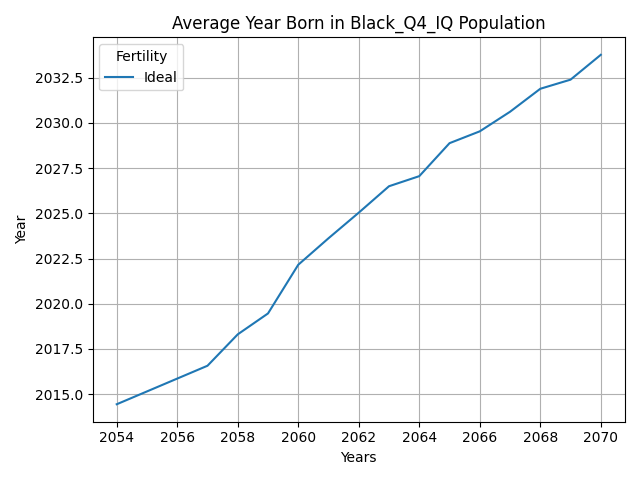 Average Year Born in Black_Q4_IQ Population
Fertility
Ideal
2032.5
2030.0
2027.5
2025.0
2022.5
2020.0
2017.5
2015.0
Year
2054 2056 2058 2060 2062 2064 2066 2068 2070
Years